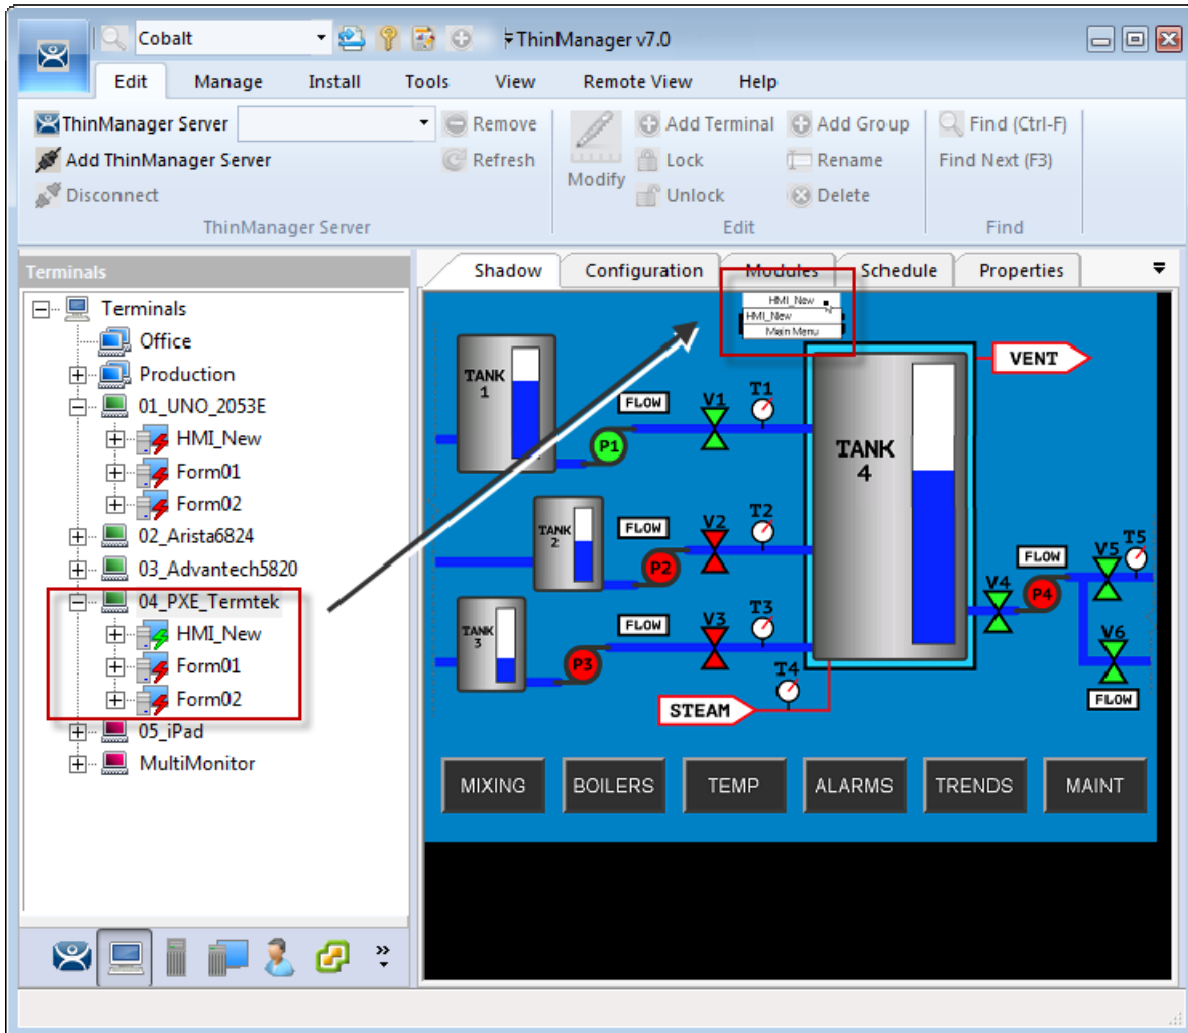 Cobalt
ThinManager v7.0
Edit Manage Install Tools View Remote View Help
ThinManager Server Remove Add Terminal Add Group Find (Ctrl-F)
Add ThinManager Server Refresh Modify Lock Rename Find Next (F3)
Disconnect Unlock Delete
ThinManager Server Edit Find
Terminals
Shadow Configuration Modules Schedule Properties
Terminals
Office
Production
01_UNO_2053E
HMI_New
Form01
Form02
02_Arista6824
03_Advantech5820
04_PXE_Termtek
HMI_New
Form01
Form02
05_iPad
MultiMonitor
HMI_New
HMI_New
Main Menu
VENT
TANK
1
FLOW
P1
V1
T1
TANK
4
TANK
2
FLOW
P2
V2
T2
TANK
3
FLOW
P3
V3
T3
T4
STEAM
V4
FLOW
P4
V5
T5
V6
FLOW
MIXING BOILERS TEMP ALARMS TRENDS MAINT